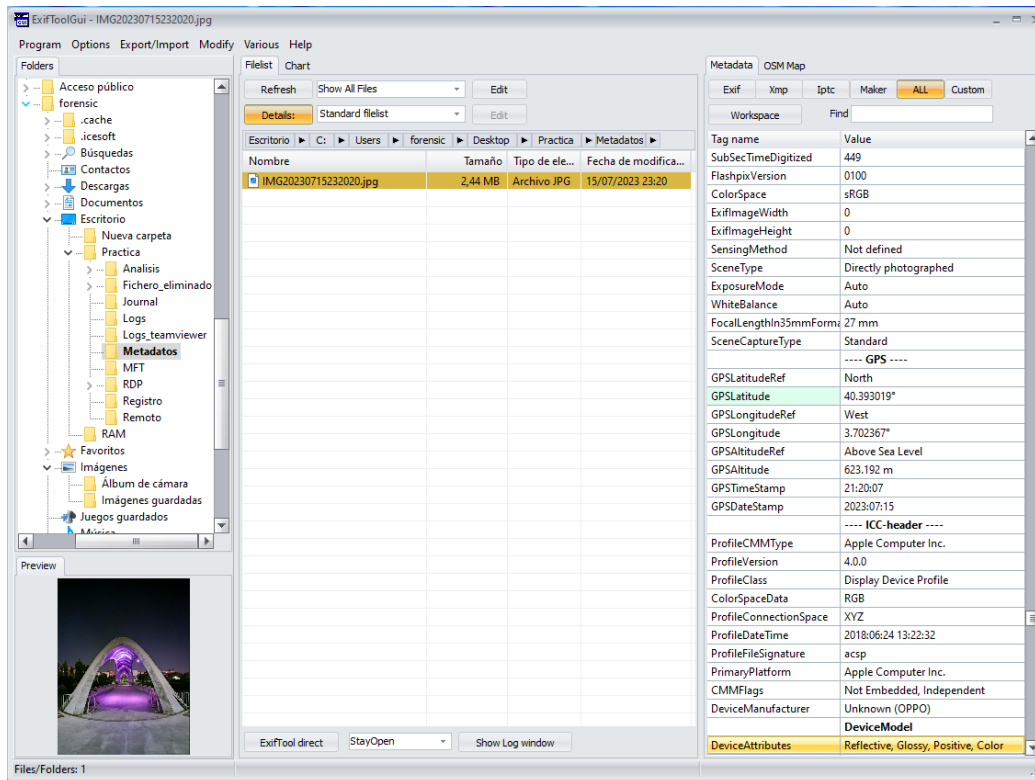 ExifToolGui - IMG20230715232020.jpg
Program Options Export/Import Modify Various Help
Folders
Acceso público
forensic
.cache
.icesoft
Búsquedas
Contactos
Descargas
Documentos
Escritorio
Nueva carpeta
Practica
Analisis
Fichero_eliminado
Journal
Logs
Logs_teamviewer
Metadatos
MFT
RDP
Registro
Remoto
RAM
Favoritos
Imágenes
Álbum de cámara
Imágenes guardadas
Juegos guardados
Música
Preview
Filelist Chart
Refresh Show All Files Edit
Details: Standard filelist Edit
Escritorio C: Users forensic Desktop Practica Metadatos
Nombre Tamaño Tipo de ele... Fecha de modifica...
IMG20230715232020.jpg 2,44 MB Archivo JPG 15/07/2023 23:20
ExifTool direct StayOpen Show Log window
Metadata OSM Map
Exif Xmp Iptc Maker ALL Custom
Workspace Find
Tag name Value
SubSecTimeDigitized 449
FlashpixVersion 0100
ColorSpace sRGB
ExifImageWidth 0
ExifImageHeight 0
SensingMethod Not defined
SceneType Directly photographed
ExposureMode Auto
WhiteBalance Auto
FocalLengthIn35mmForma 27 mm
SceneCaptureType Standard
---- GPS ----
GPSLatitudeRef North
GPSLatitude 40.393019°
GPSLongitudeRef West
GPSLongitude 3.702367°
GPSAltitudeRef Above Sea Level
GPSAltitude 623.192 m
GPSTimeStamp 21:20:07
GPSDateStamp 2023:07:15
---- ICC-header ----
ProfileCMMType Apple Computer Inc.
ProfileVersion 4.0.0
ProfileClass Display Device Profile
ColorSpaceData RGB
ProfileConnectionSpace XYZ
ProfileDateTime 2018:06:24 13:22:32
ProfileFileSignature acsp
PrimaryPlatform Apple Computer Inc.
CMMFlags Not Embedded, Independent
DeviceManufacturer Unknown (OPPO)
DeviceModel
DeviceAttributes Reflective, Glossy, Positive, Color
Files/Folders: 1